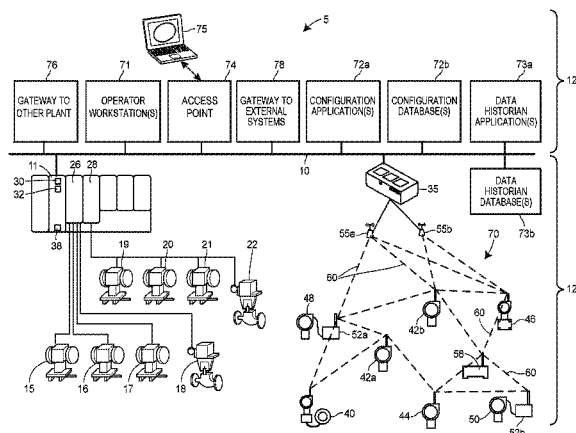 75
5
76
71
74
78
72a
72b
73a
GATEWAY TO
OTHER PLANT
OPERATOR
WORKSTATION(S)
ACCESS
POINT
GATEWAY TO
EXTERNAL
SYSTEMS
CONFIGURATION
APPLICATION(S)
CONFIGURATION
DATABASE(S)
DATA
HISTORIAN
APPLICATION(S)
12
11
26
28
30
32
38
10
35
DATA
HISTORIAN
DATABASE(S)
73b
55a
55b
70
60
19
20
21
22
48
52a
42b
46
60
12
15
16
17
18
42a
58
60
40
44
50
52b